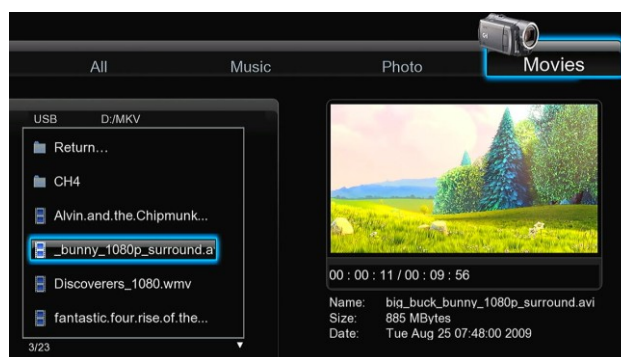 All Music Photo Movies
USB D:/MKV
Return...
CH4
Alvin.and.the.Chipmunk...
_bunny_1080p_surround.a
Discoverers_1080.wmv
fantastic.four.rise.of.the...
3/23
00 : 00 : 11 / 00 : 09 : 56
Name: big_buck_bunny_1080p_surround.avi
Size: 885 MBytes
Date: Tue Aug 25 07:48:00 2009